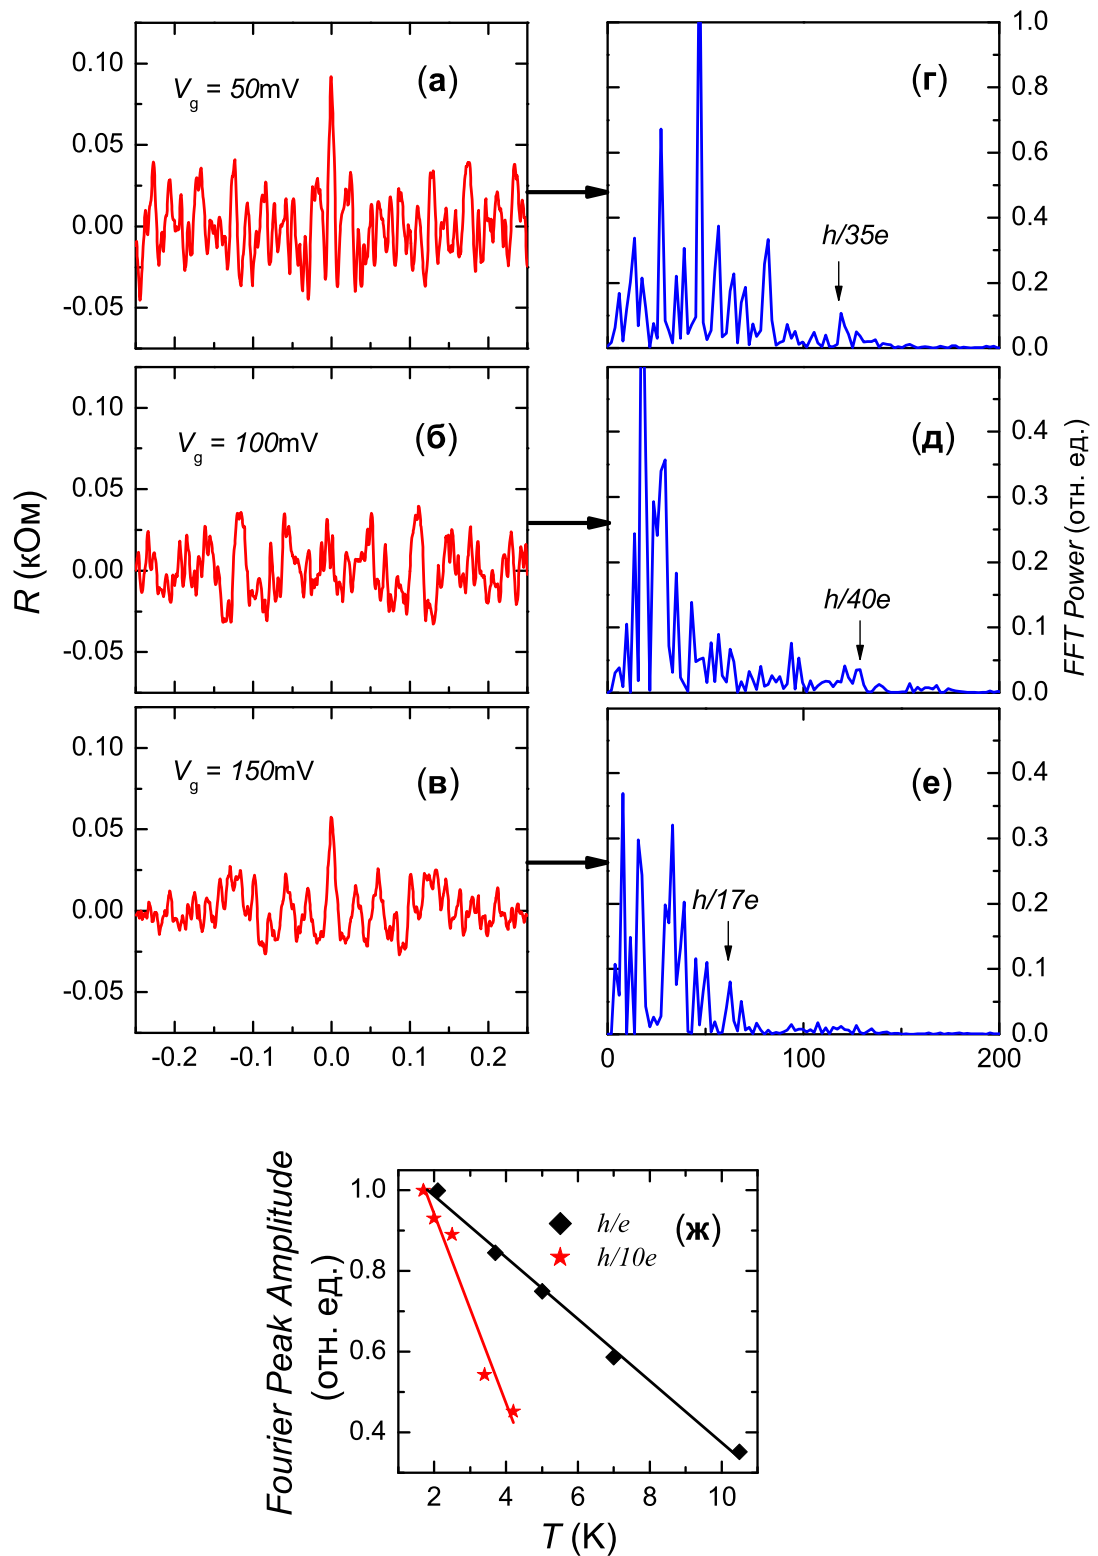 V_g = 50mV
(а)
0.10
0.05
0.00
-0.05
(г)
h/35e
1.0
0.8
0.6
0.4
0.2
0.0
V_g = 100mV
(б)
0.10
0.05
0.00
-0.05
(д)
h/40e
0.4
0.3
0.2
0.1
0.0
R (кОм)
FFT Power (отн. ед.)
V_g = 150mV
(в)
0.10
0.05
0.00
-0.05
-0.2 -0.1 0.0 0.1 0.2
(е)
h/17e
0.4
0.3
0.2
0.1
0.0
0 100 200
Fourier Peak Amplitude
(отн. ед.)
1.0
0.8
0.6
0.4
h/e
h/10e
(ж)
2 4 6 8 10
T (K)